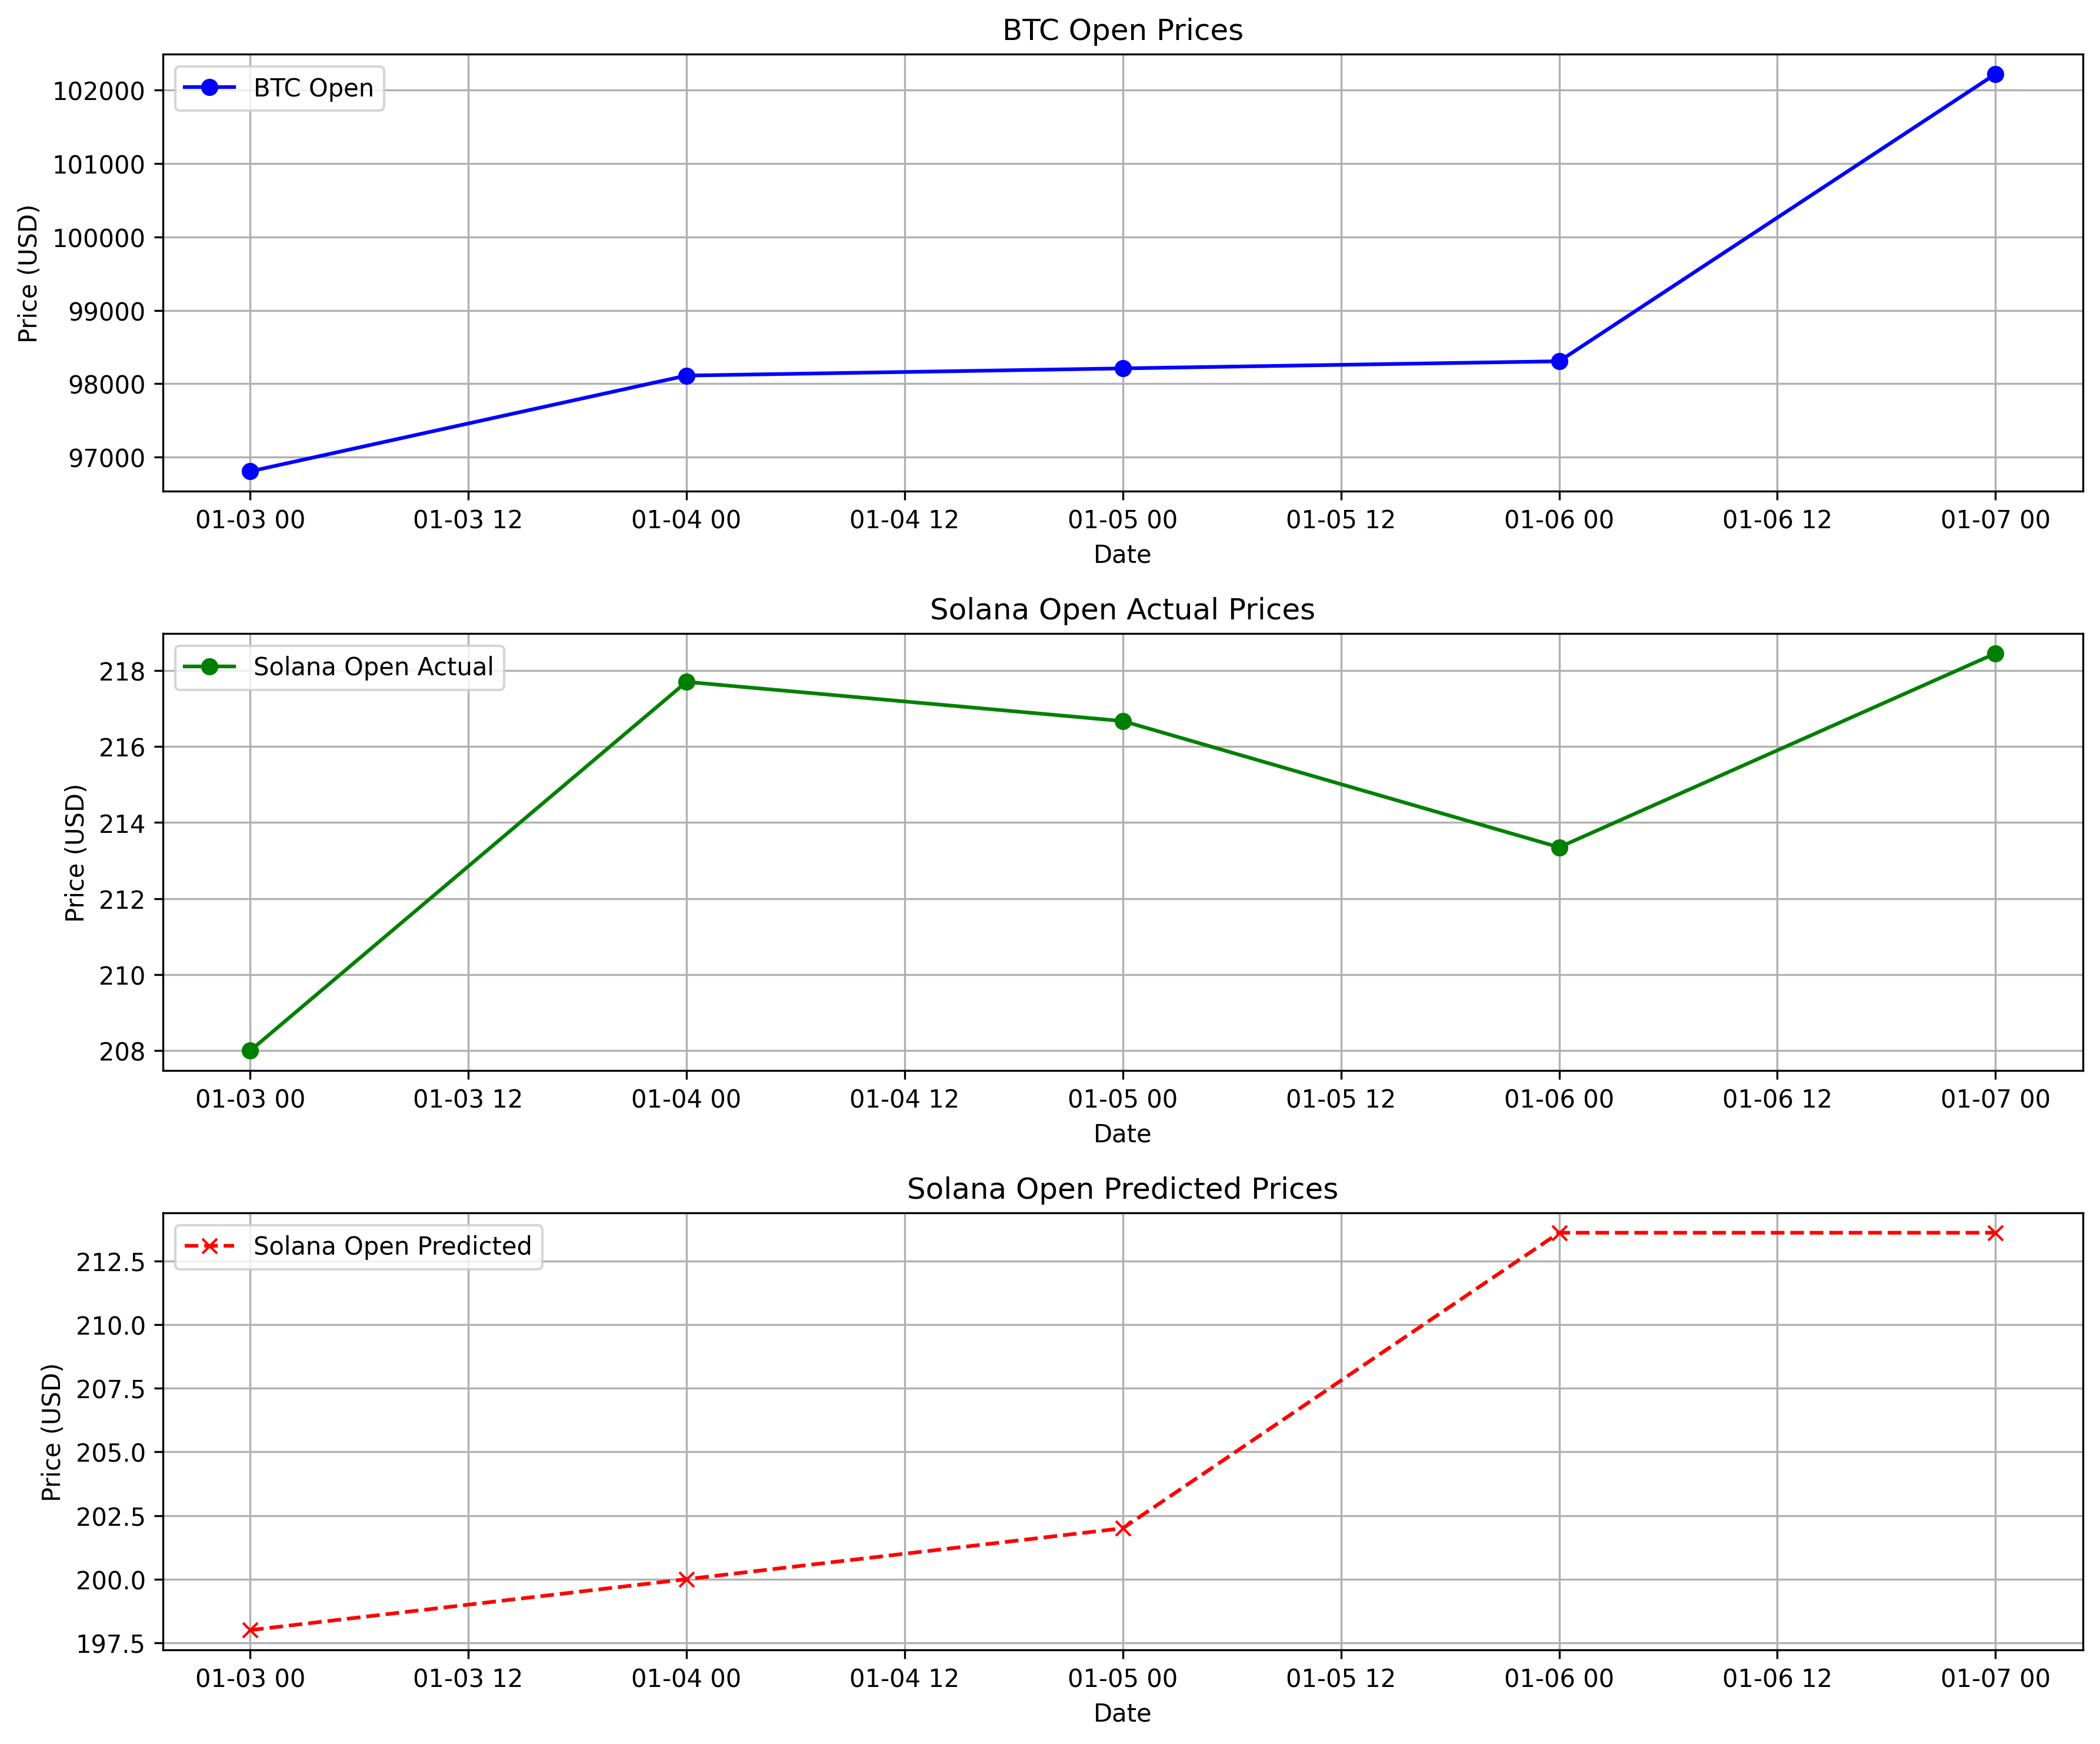 BTC Open Prices
BTC Open
102000
101000
100000
99000
98000
97000
Price (USD)
01-03 00 01-03 12 01-04 00 01-04 12 01-05 00 01-05 12 01-06 00 01-06 12 01-07 00
Date
Solana Open Actual Prices
Solana Open Actual
218
216
214
212
210
208
Price (USD)
01-03 00 01-03 12 01-04 00 01-04 12 01-05 00 01-05 12 01-06 00 01-06 12 01-07 00
Date
Solana Open Predicted Prices
Solana Open Predicted
212.5
210.0
207.5
205.0
202.5
200.0
197.5
Price (USD)
01-03 00 01-03 12 01-04 00 01-04 12 01-05 00 01-05 12 01-06 00 01-06 12 01-07 00
Date